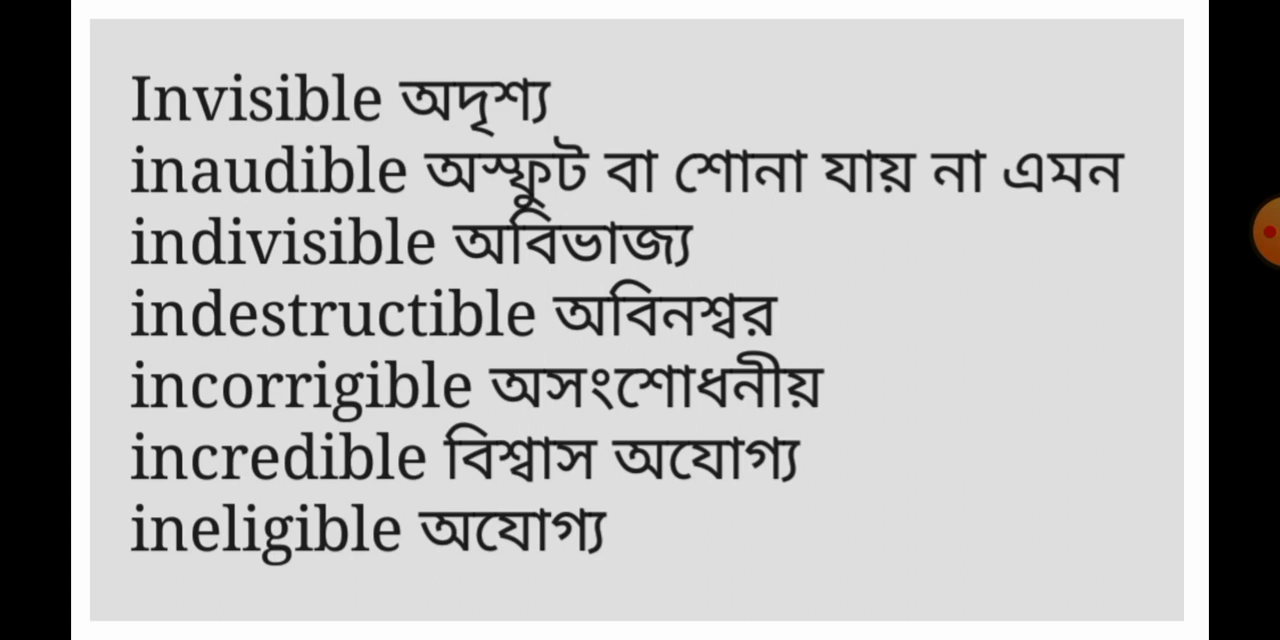 Invisible অদৃশ্য
inaudible অস্ফুট বা শোনা যায় না এমন
indivisible অবিভাজ্য
indestructible অবিনশ্বর
incorrigible অসংশোধনীয়
incredible বিশ্বাস অযোগ্য
ineligible অযোগ্য